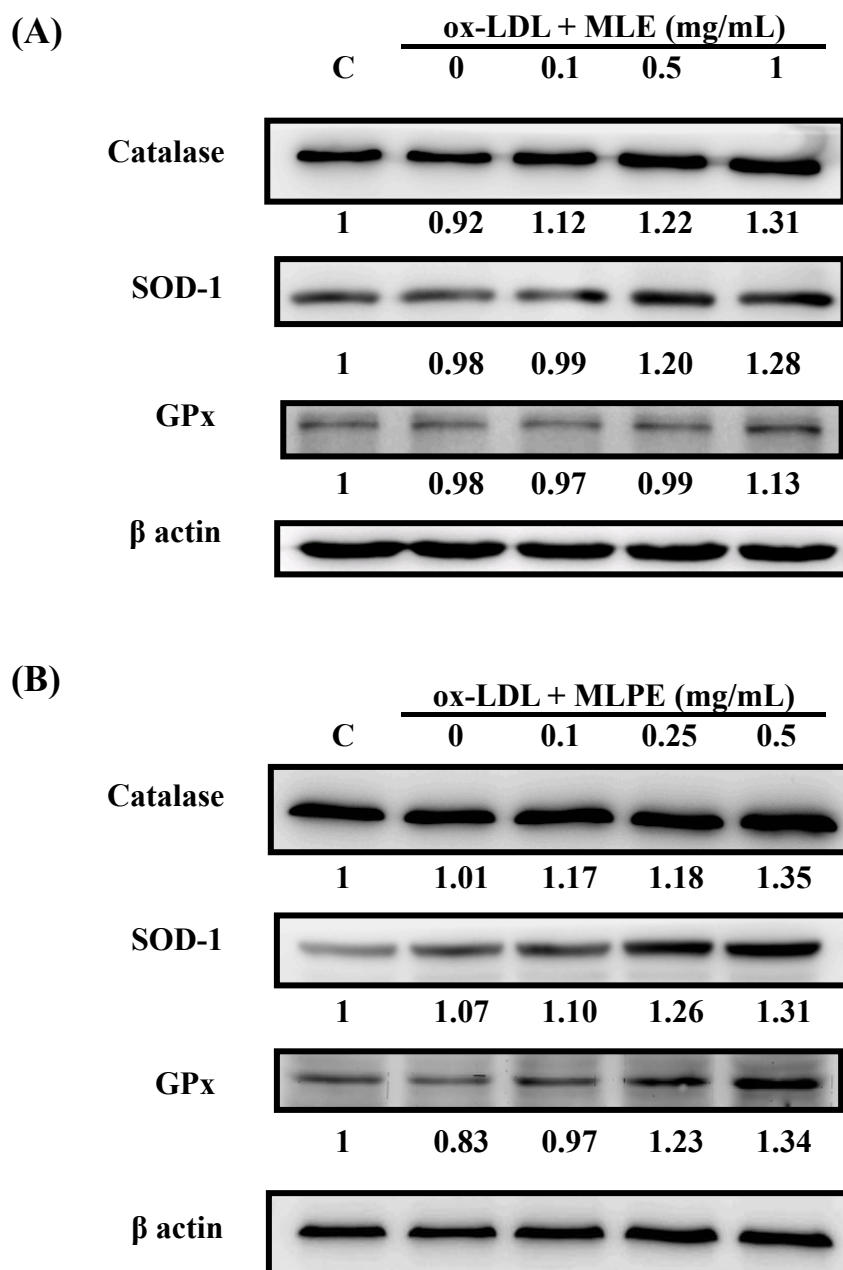 (A)
ox-LDL + MLE (mg/mL)
C 0 0.1 0.5 1
Catalase
1 0.92 1.12 1.22 1.31
SOD-1
1 0.98 0.99 1.20 1.28
GPx
1 0.98 0.97 0.99 1.13
β actin
(B)
ox-LDL + MLPE (mg/mL)
C 0 0.1 0.25 0.5
Catalase
1 1.01 1.17 1.18 1.35
SOD-1
1 1.07 1.10 1.26 1.31
GPx
1 0.83 0.97 1.23 1.34
β actin